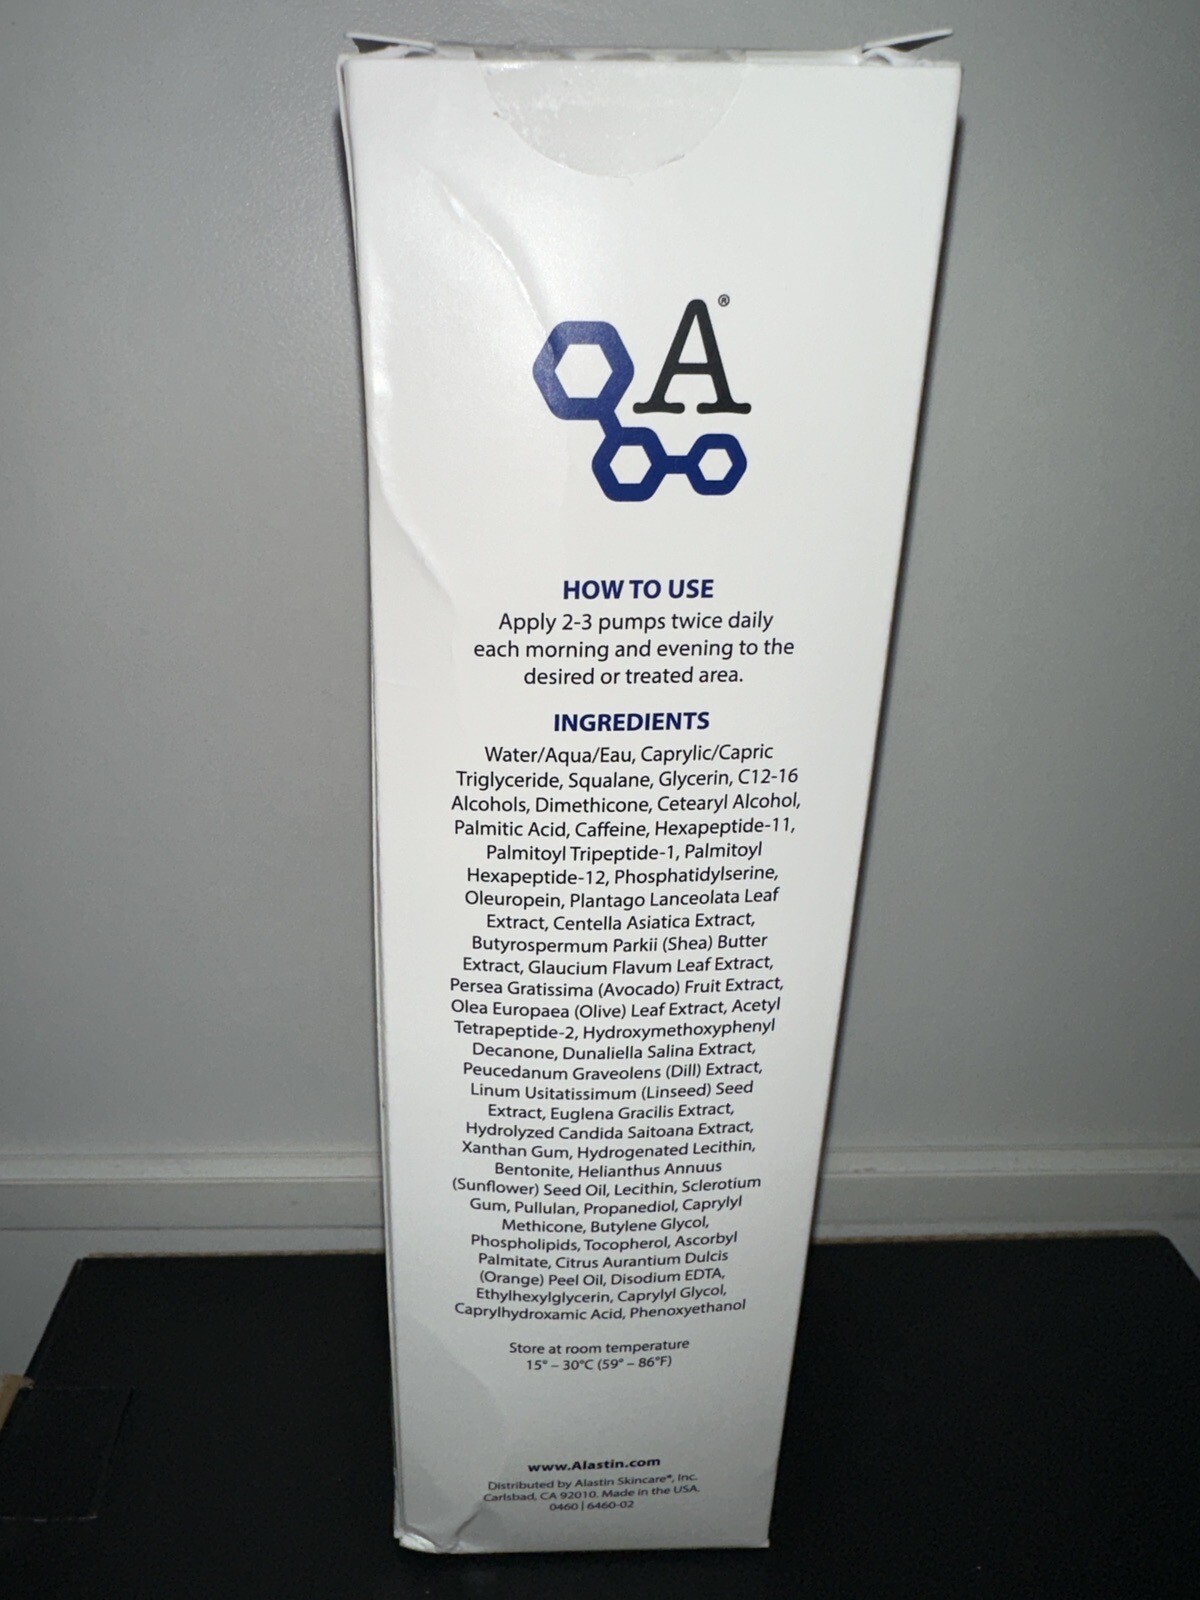 A®
HOW TO USE
Apply 2-3 pumps twice daily
each morning and evening to the
desired or treated area.
INGREDIENTS
Water/Aqua/Eau, Caprylic/Capric
Triglyceride, Squalane, Glycerin, C12-16
Alcohols, Dimethicone, Cetearyl Alcohol,
Palmitic Acid, Caffeine, Hexapeptide-11,
Palmitoyl Tripeptide-1, Palmitoyl
Hexapeptide-12, Phosphatidylserine,
Oleuropein, Plantago Lanceolata Leaf
Extract, Centella Asiatica Extract,
Butyrospermum Parkii (Shea) Butter
Extract, Glaucium Flavum Leaf Extract,
Persea Gratissima (Avocado) Fruit Extract,
Olea Europaea (Olive) Leaf Extract, Acetyl
Tetrapeptide-2, Hydroxymethoxyphenyl
Decanone, Dunaliella Salina Extract,
Peucedanum Graveolens (Dill) Extract,
Linum Usitatissimum (Linseed) Seed
Extract, Euglena Gracilis Extract,
Hydrolyzed Candida Saitoana Extract,
Xanthan Gum, Hydrogenated Lecithin,
Bentonite, Helianthus Annuus
(Sunflower) Seed Oil, Lecithin, Sclerotium
Gum, Pullulan, Propanediol, Caprylyl
Methicone, Butylene Glycol,
Phospholipids, Tocopherol, Ascorbyl
Palmitate, Citrus Aurantium Dulcis
(Orange) Peel Oil, Disodium EDTA,
Ethylhexylglycerin, Caprylyl Glycol,
Caprylhydroxamic Acid, Phenoxyethanol
Store at room temperature
15° – 30°C (59° – 86°F)
www.Alastin.com
Distributed by Alastin Skincare®, Inc.
Carlsbad, CA 92010. Made in the USA.
0460 | 6460-02